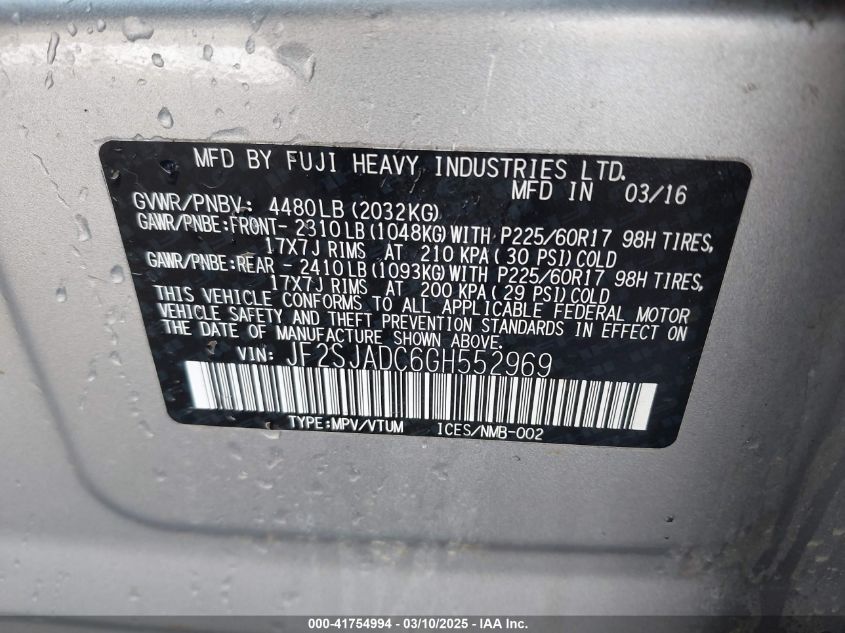 MFD BY FUJI HEAVY INDUSTRIES LTD.
MFD IN 03/16
GVWR/PNBV: 4480LB (2032KG)
GAWR/PNBE:FRONT- 2310LB (1048KG) WITH P225/60R17 98H TIRES,
17X7J RIMS AT 210 KPA ( 30 PSI) COLD
GAWR/PNBE:REAR - 2410LB (1093KG) WITH P225/60R17 98H TIRES,
17X7J RIMS AT 200 KPA (29 PSI) COLD
THIS VEHICLE CONFORMS TO ALL APPLICABLE FEDERAL MOTOR
VEHICLE SAFETY AND THEFT PREVENTION STANDARDS IN EFFECT ON
THE DATE OF MANUFACTURE SHOWN ABOVE.
VIN: JF2SJADC6GH552969
TYPE:MPV/VTUM ICES/NMB-002
000-41754994 — 03/10/2025 — IAA Inc.